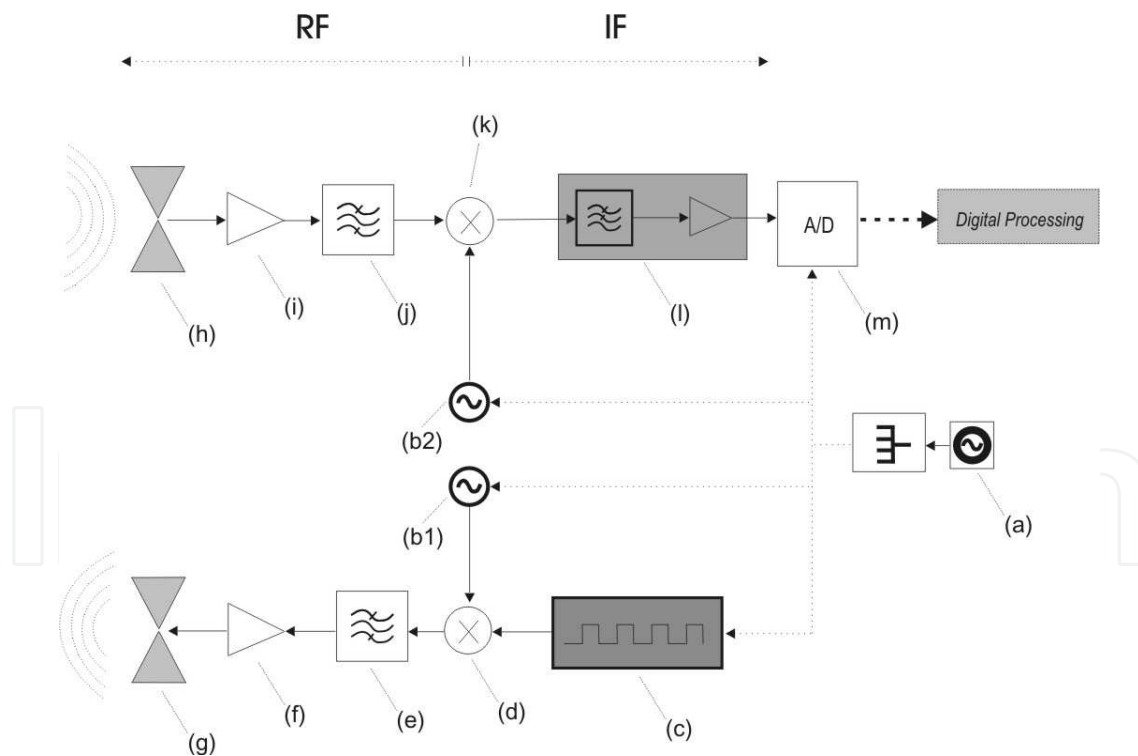 RF IF
(k)
A/D
Digital Processing
(h)
(i)
(j)
(l)
(m)
(b2)
(b1)
(a)
(g)
(f)
(e)
(d)
(c)